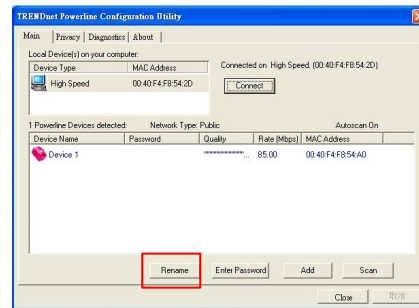 TRENDnet Powerline Configuration Utility
Main Privacy Diagnostics About
Local Device(s) on your computer:
Device Type MAC Address
High Speed 00:40:F4:F8:54:2D
Connected on High Speed (00:40:F4:F8:54:2D)
Connect
1 Powerline Devices detected: Network Type: Public Autoscan On
Device Name Password Quality Rate (Mbps) MAC Address
Device 1 85.00 00:40:F4:F8:54:A0
Rename Enter Password Add Scan
Close 取消